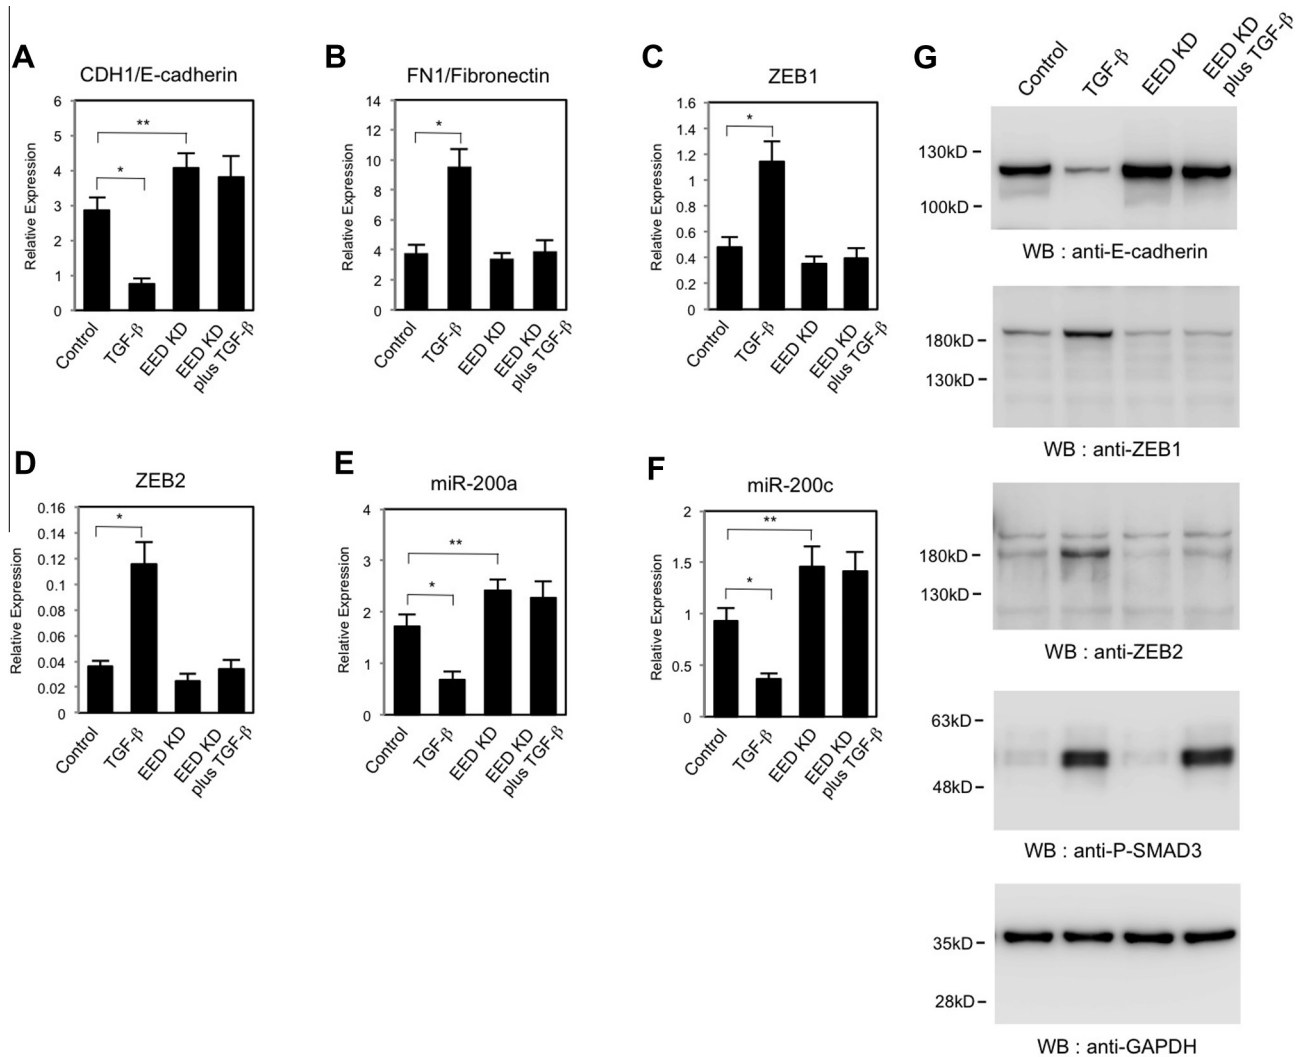 A
CDH1/E-cadherin
Relative Expression
6
5
4
3
2
1
0
**
*
Control
TGF-β
EED KD
EED KD
plus TGF-β
B
FN1/Fibronectin
Relative Expression
14
12
10
8
6
4
2
0
*
Control
TGF-β
EED KD
EED KD
plus TGF-β
C
ZEB1
Relative Expression
1.6
1.4
1.2
1
0.8
0.6
0.4
0.2
0
*
Control
TGF-β
EED KD
EED KD
plus TGF-β
D
ZEB2
Relative Expression
0.16
0.14
0.12
0.1
0.08
0.06
0.04
0.02
0
*
Control
TGF-β
EED KD
EED KD
plus TGF-β
E
miR-200a
Relative Expression
4
3
2
1
0
**
*
Control
TGF-β
EED KD
EED KD
plus TGF-β
F
miR-200c
Relative Expression
2
1.5
1
0.5
0
**
*
Control
TGF-β
EED KD
EED KD
plus TGF-β
G
Control
TGF-β
EED KD
EED KD
plus TGF-β
130kD
100kD
WB : anti-E-cadherin
180kD
130kD
WB : anti-ZEB1
180kD
130kD
WB : anti-ZEB2
63kD
48kD
WB : anti-P-SMAD3
35kD
28kD
WB : anti-GAPDH